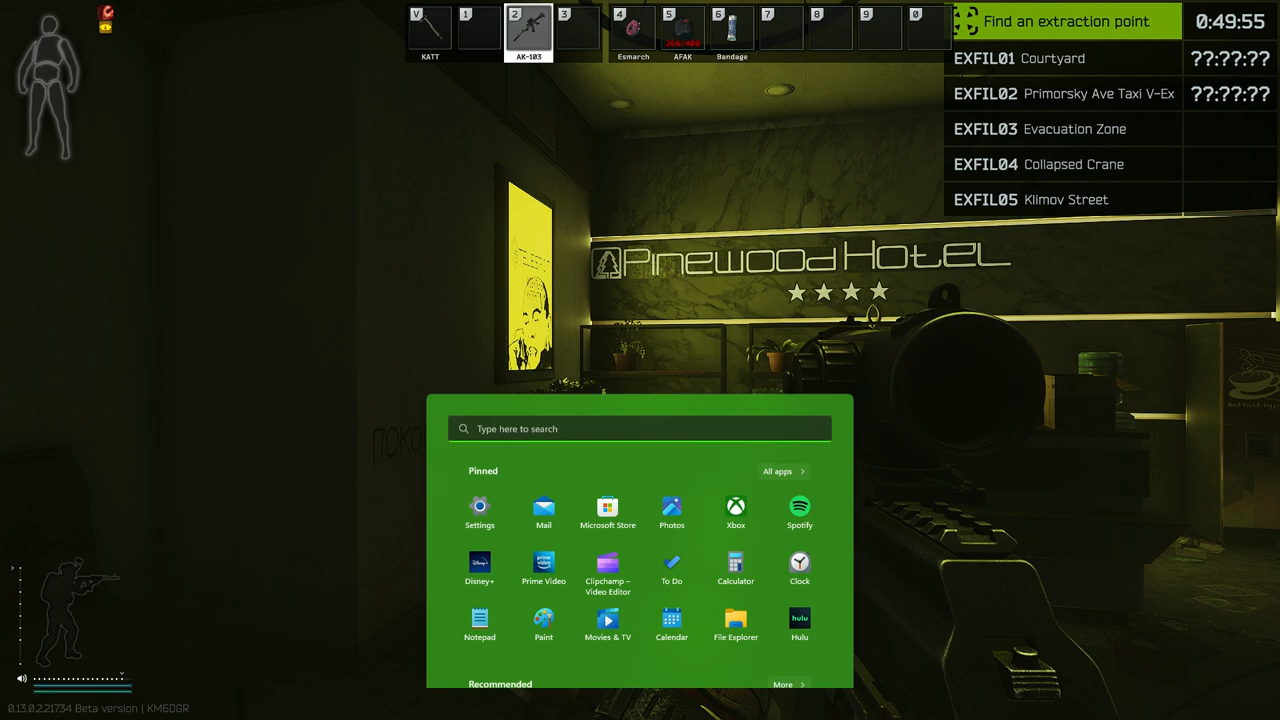 V
1
2
3
4
5
6
7
8
9
0
266/400
KATT
AK-103
Esmarch
AFAK
Bandage
Find an extraction point
0:49:55
EXFIL01 Courtyard ??:??:??
EXFIL02 Primorsky Ave Taxi V-Ex ??:??:??
EXFIL03 Evacuation Zone
EXFIL04 Collapsed Crane
EXFIL05 Klimov Street
Pinewood Hotel
Type here to search
Pinned
All apps
Settings
Mail
Microsoft Store
Photos
Xbox
Spotify
Disney+
Prime Video
Clipchamp –
Video Editor
To Do
Calculator
Clock
Notepad
Paint
Movies & TV
Calendar
File Explorer
Hulu
Recommended
More
0.13.0.2.21734 Beta version | KM6DGR